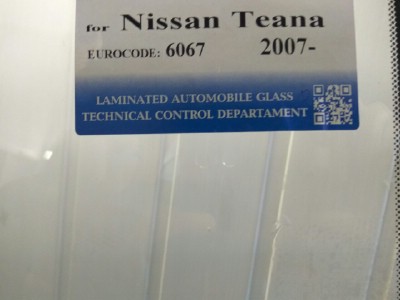 for Nissan Teana
EUROCODE: 6067 2007-
LAMINATED AUTOMOBILE GLASS
TECHNICAL CONTROL DEPARTAMENT